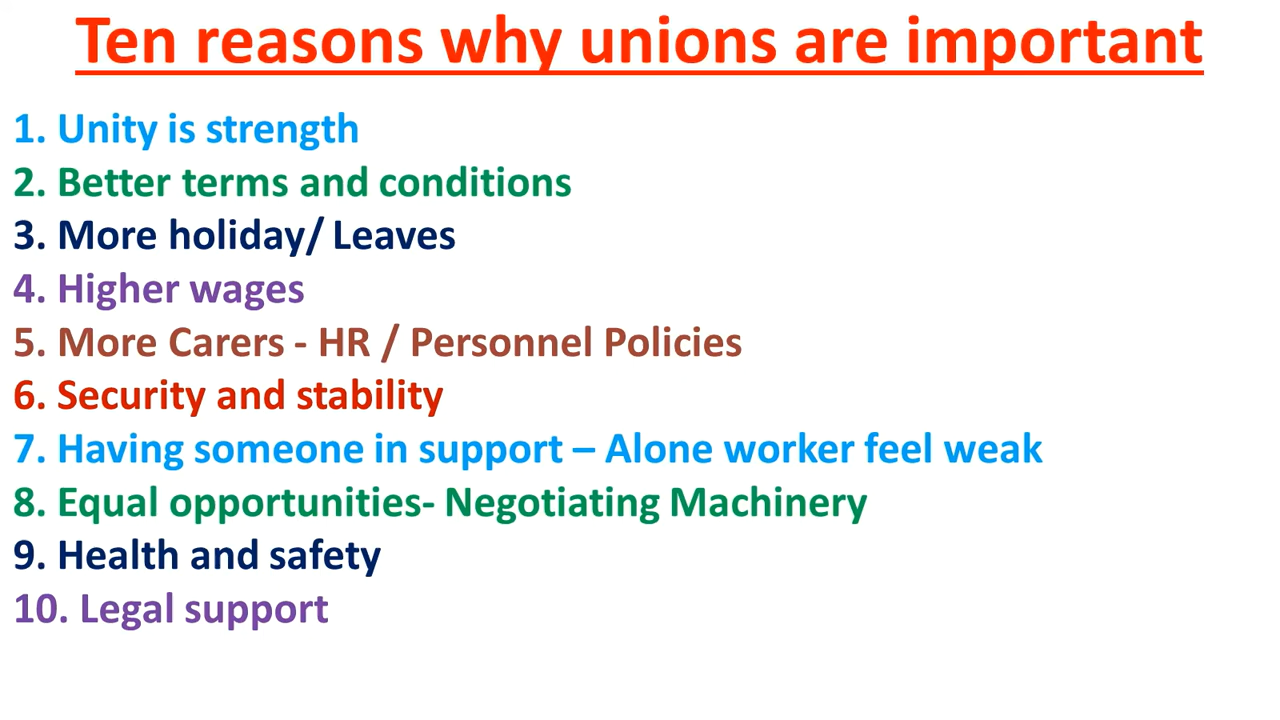 Ten reasons why unions are important
1. Unity is strength
2. Better terms and conditions
3. More holiday/ Leaves
4. Higher wages
5. More Carers - HR / Personnel Policies
6. Security and stability
7. Having someone in support – Alone worker feel weak
8. Equal opportunities- Negotiating Machinery
9. Health and safety
10. Legal support